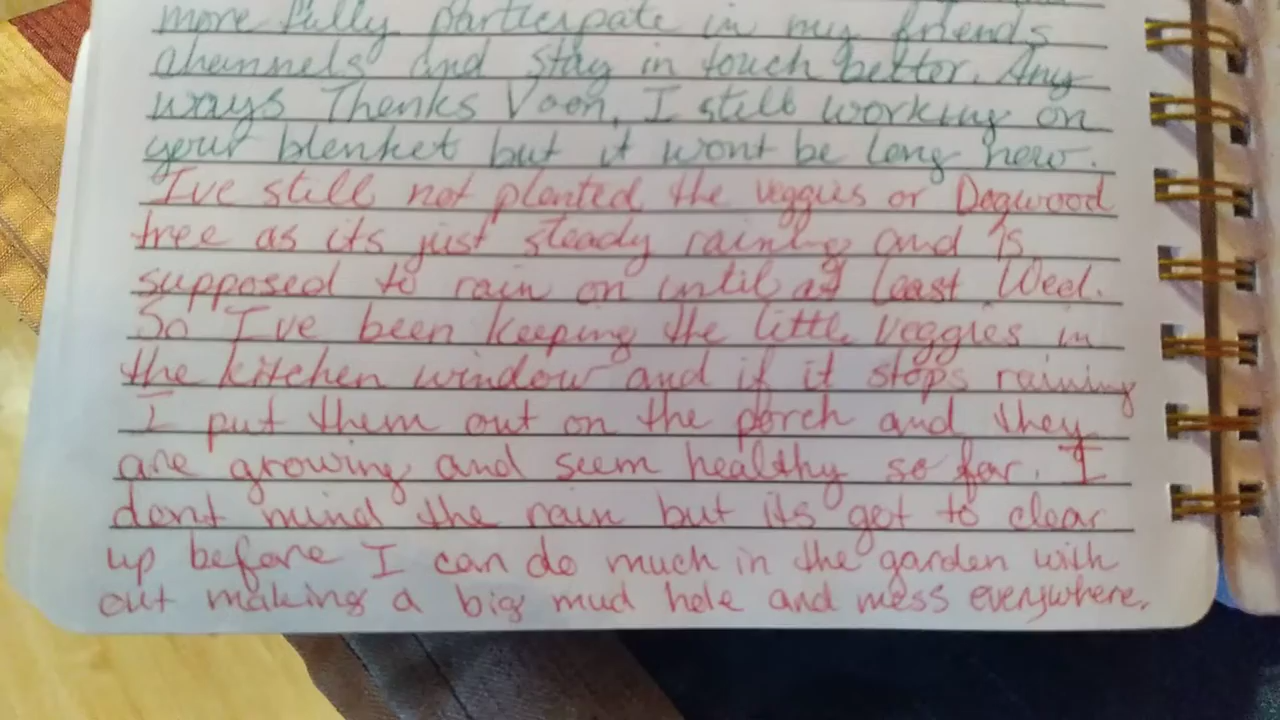 more fully participate in my friends
channels and stay in touch better. Any
ways Thanks Voon, I still working on
your blanket but it wont be long now.
I've still not planted the veggies or Dogwood
tree as its just steady raining and is
supposed to rain on until at least Wed.
So I've been keeping the little veggies in
the kitchen window and if it stops raining
I put them out on the porch and they
are growing and seem healthy so far. I
dont mind the rain but its got to clear
up before I can do much in the garden with
out making a big mud hole and mess everywhere.